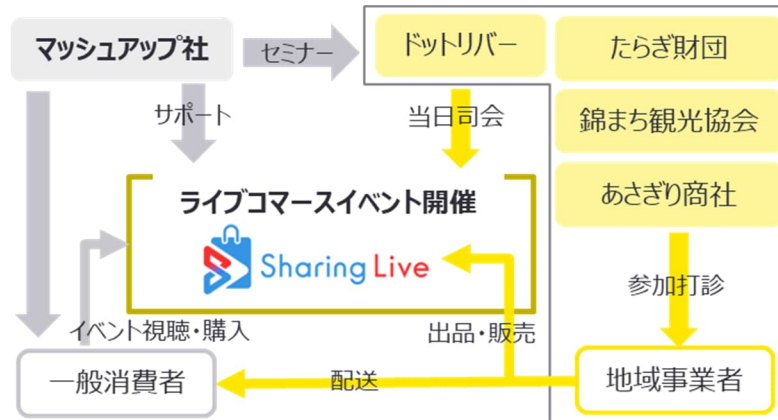 マッシュアップ社
セミナー
ドットリバー
たらぎ財団
サポート
当日司会
錦まち観光協会
あさぎり商社
ライブコマースイベント開催
Sharing Live
参加打診
イベント視聴・購入
出品・販売
一般消費者
配送
地域事業者